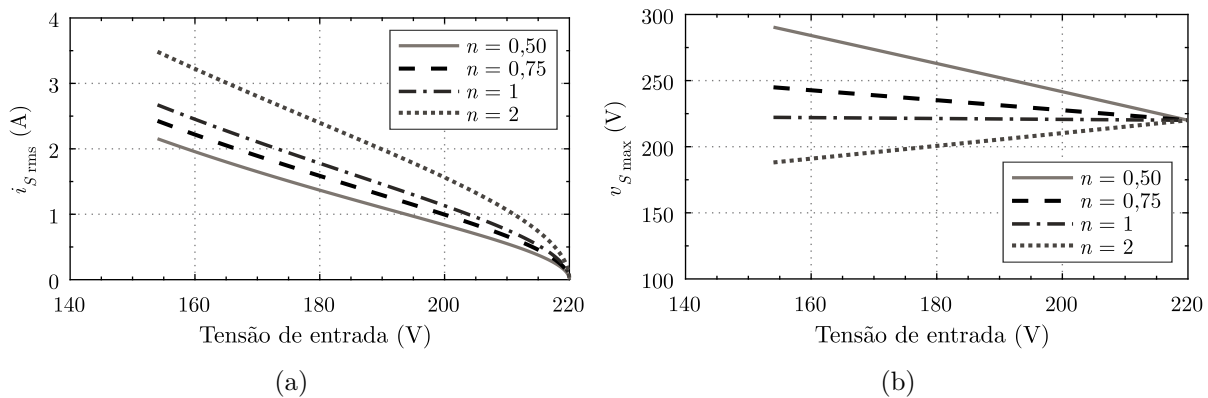 4
3
2
1
0
i_S rms (A)
n = 0,50
n = 0,75
n = 1
n = 2
140 160 180 200 220
Tensão de entrada (V)
(a)
300
250
200
150
100
v_S max (V)
n = 0,50
n = 0,75
n = 1
n = 2
140 160 180 200 220
Tensão de entrada (V)
(b)